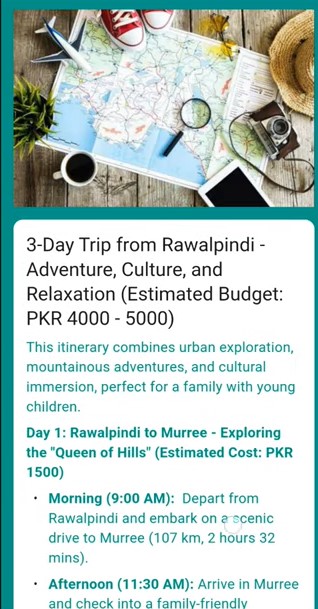 3-Day Trip from Rawalpindi -
Adventure, Culture, and
Relaxation (Estimated Budget:
PKR 4000 - 5000)
This itinerary combines urban exploration,
mountainous adventures, and cultural
immersion, perfect for a family with young
children.
Day 1: Rawalpindi to Murree - Exploring
the "Queen of Hills" (Estimated Cost: PKR
1500)
• Morning (9:00 AM): Depart from
Rawalpindi and embark on a scenic
drive to Murree (107 km, 2 hours 32
mins).
• Afternoon (11:30 AM): Arrive in Murree
and check into a family-friendly